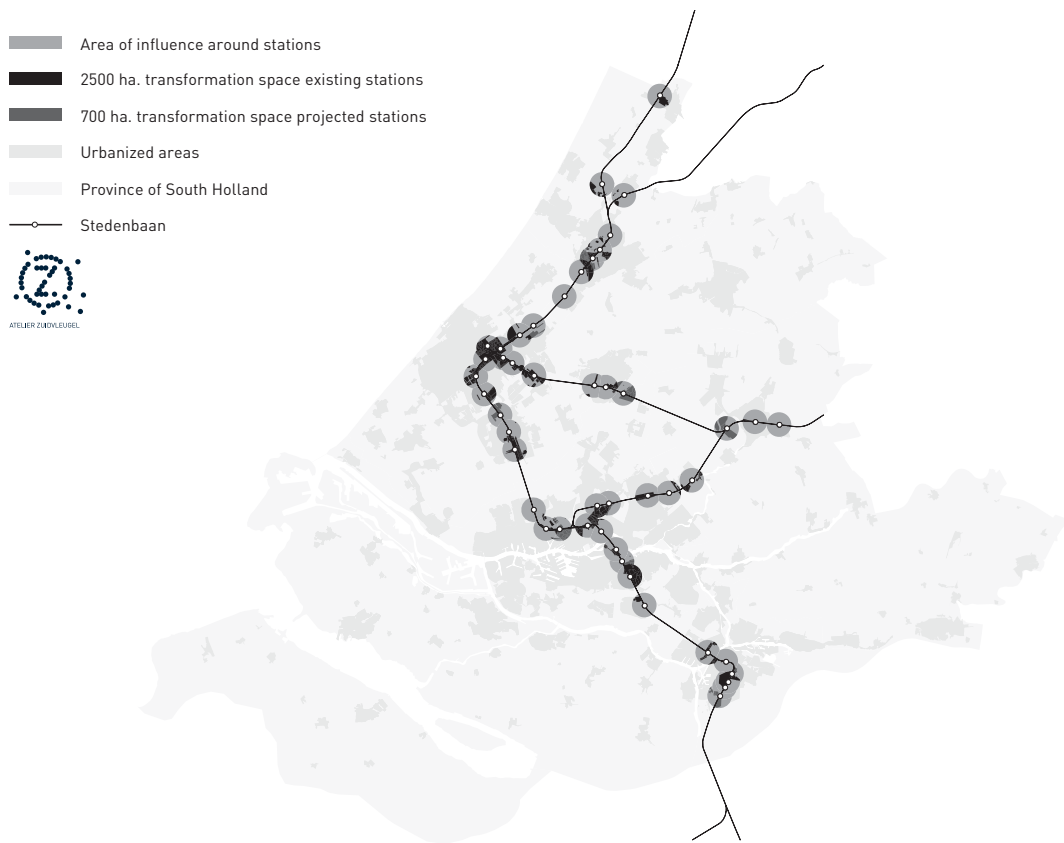 Area of influence around stations
2500 ha. transformation space existing stations
700 ha. transformation space projected stations
Urbanized areas
Province of South Holland
Stedenbaan
Z
ATELIER ZUIDVLEUGEL